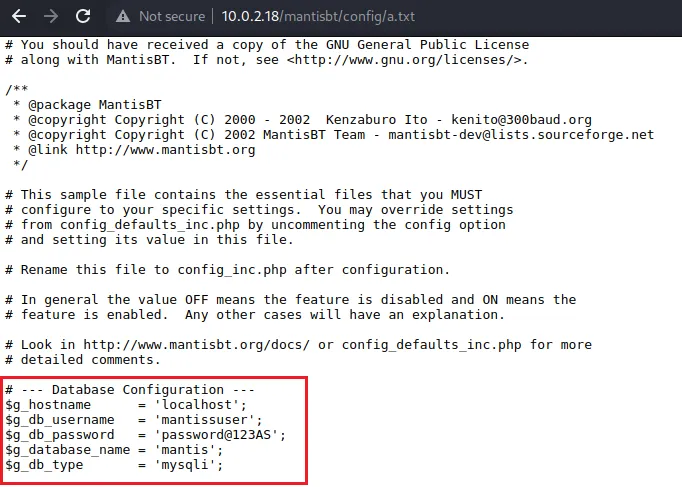 Not secure | 10.0.2.18/mantisbt/config/a.txt
# You should have received a copy of the GNU General Public License
# along with MantisBT.  If not, see <http://www.gnu.org/licenses/>.
/**
 * @package MantisBT
 * @copyright Copyright (C) 2000 - 2002  Kenzaburo Ito - kenito@300baud.org
 * @copyright Copyright (C) 2002 MantisBT Team - mantisbt-dev@lists.sourceforge.net
 * @link http://www.mantisbt.org
 */
# This sample file contains the essential files that you MUST
# configure to your specific settings.  You may override settings
# from config_defaults_inc.php by uncommenting the config option
# and setting its value in this file.
# Rename this file to config_inc.php after configuration.
# In general the value OFF means the feature is disabled and ON means the
# feature is enabled.  Any other cases will have an explanation.
# Look in http://www.mantisbt.org/docs/ or config_defaults_inc.php for more
# detailed comments.
# --- Database Configuration ---
$g_hostname      = 'localhost';
$g_db_username   = 'mantissuser';
$g_db_password   = 'password@123AS';
$g_database_name = 'mantis';
$g_db_type       = 'mysqli';